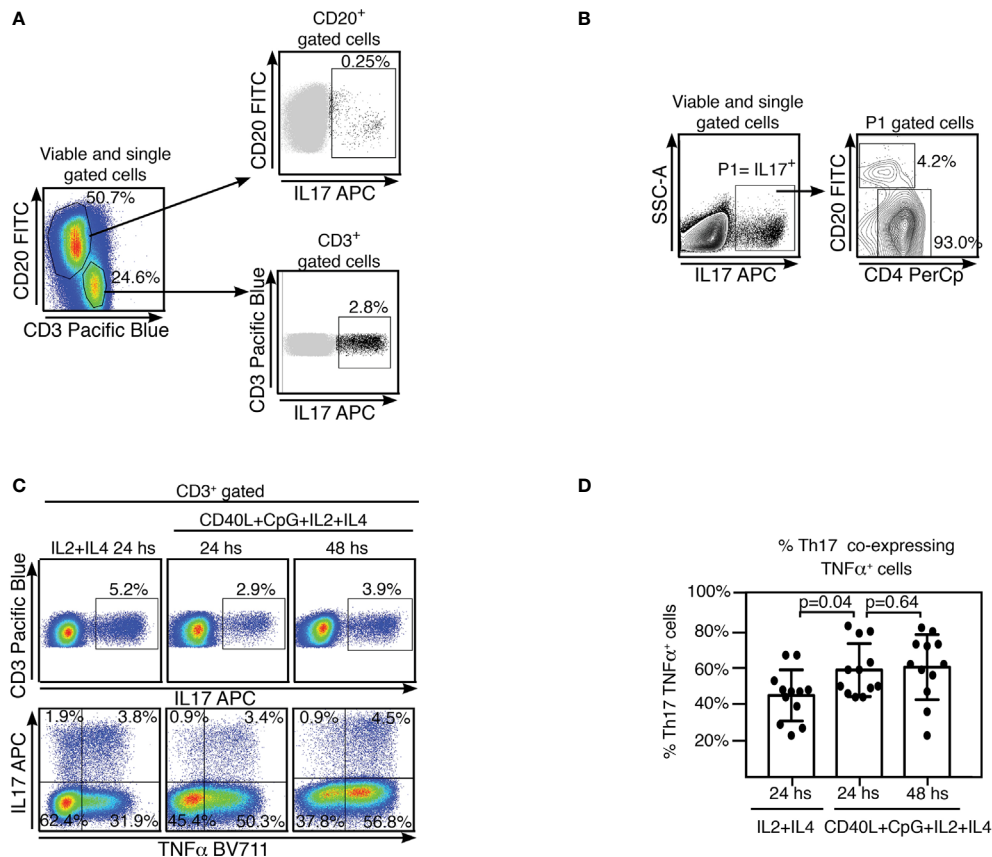 A
CD20+
gated cells
0.25%
CD20 FITC
IL17 APC
Viable and single
gated cells
50.7%
24.6%
CD20 FITC
CD3 Pacific Blue
CD3+
gated cells
2.8%
CD3 Pacific Blue
IL17 APC
B
Viable and single
gated cells
P1= IL17+
SSC-A
IL17 APC
P1 gated cells
4.2%
93.0%
CD20 FITC
CD4 PerCp
C
CD3+ gated
CD40L+CpG+IL2+IL4
IL2+IL4 24 hs
24 hs
48 hs
5.2%
2.9%
3.9%
CD3 Pacific Blue
IL17 APC
1.9%
3.8%
0.9%
3.4%
0.9%
4.5%
IL17 APC
62.4%
31.9%
45.4%
50.3%
37.8%
56.8%
TNFα BV711
D
% Th17 co-expressing
TNFα+ cells
100%
80%
60%
40%
20%
p=0.04
p=0.64
% Th17 TNFα+ cells
24 hs
24 hs
48 hs
IL2+IL4
CD40L+CpG+IL2+IL4